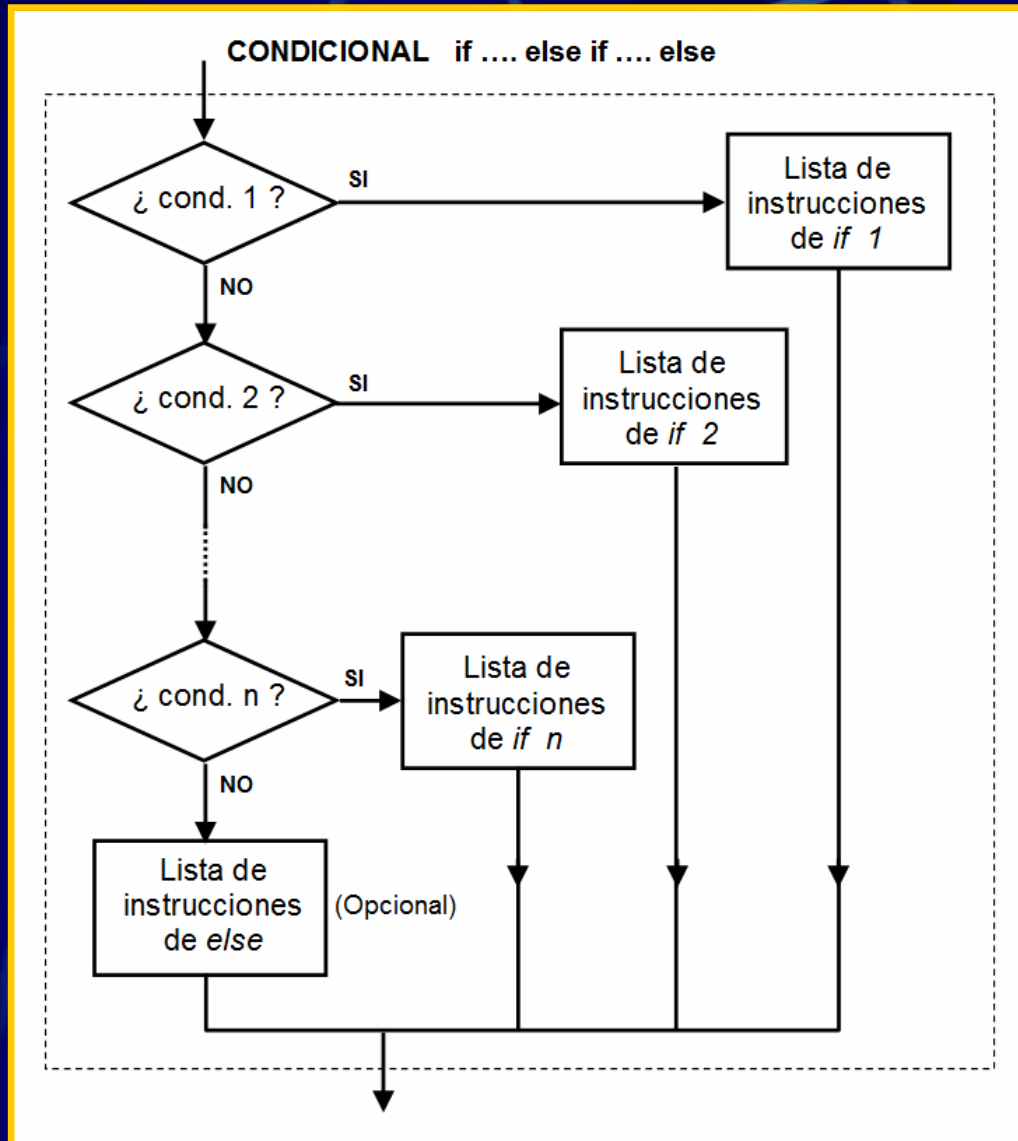 CONDICIONAL if .... else if .... else
¿ cond. 1 ?
SI
Lista de
instrucciones
de if 1
NO
¿ cond. 2 ?
SI
Lista de
instrucciones
de if 2
NO
¿ cond. n ?
SI
Lista de
instrucciones
de if n
NO
Lista de
instrucciones
de else
(Opcional)